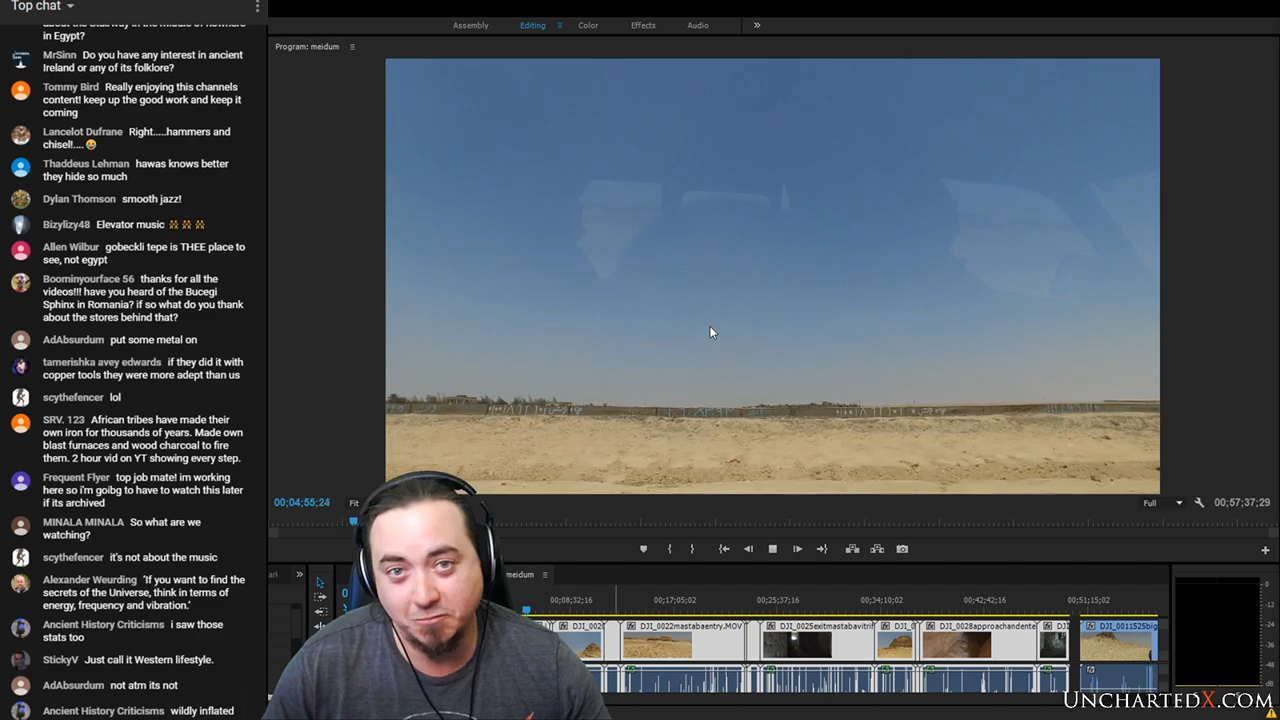 Top chat
about the Stairway in the middle of nowhere
in Egypt?
MrSinn Do you have any interest in ancient
Ireland or any of its folklore?
Tommy Bird Really enjoying this channels
content! keep up the good work and keep it
coming
Lancelot Dufrane Right.....hammers and
chisel!.... 😅
Thaddeus Lehman hawas knows better
they hide so much
Dylan Thomson smooth jazz!
Bizylizy48 Elevator music
Allen Wilbur gobeckli tepe is THEE place to
see, not egypt
Boominyourface 56 thanks for all the
videos!!! have you heard of the Bucegi
Sphinx in Romania? if so what do you thank
about the stores behind that?
AdAbsurdum put some metal on
tamerishka avey edwards if they did it with
copper tools they were more adept than us
scythefencer lol
SRV. 123 African tribes have made their
own iron for thousands of years. Made own
blast furnaces and wood charcoal to fire
them. 2 hour vid on YT showing every step.
Frequent Flyer top job mate! im working
here so i'm goibg to have to watch this later
if its archived
MINALA MINALA So what are we
watching?
scythefencer it's not about the music
Alexander Weurding 'If you want to find the
secrets of the Universe, think in terms of
energy, frequency and vibration.'
Ancient History Criticisms i saw those
stats too
StickyV Just call it Western lifestyle.
AdAbsurdum not atm its not
Ancient History Criticisms wildly inflated
Assembly Editing Color Effects Audio
Program: meidum
00;04;55;24 Fit Full 00;57;37;29
meidum
00;08;32;16 00;17;05;02 00;25;37;16 00;34;10;02 00;42;42;16 00;51;15;02
DJI_002 DJI_0022mastabaentry.MOV DJI_0025exitmastabavitrif DJI_0 DJI_0028approachandente DJI DJI_0011525big
0
-12
-24
-36
-48
UnchartedX.com